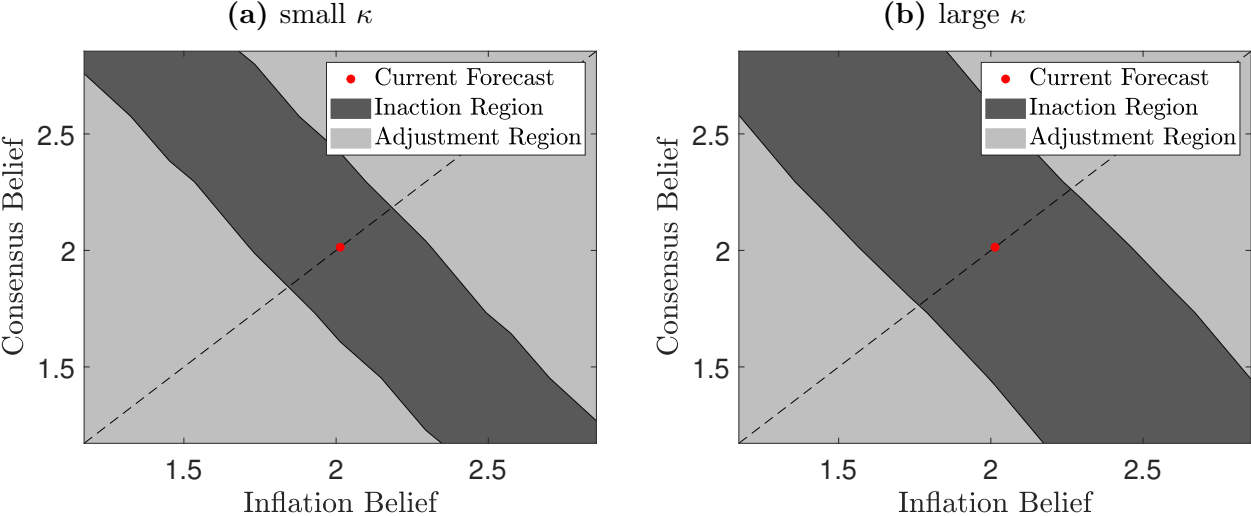 (a) small κ
Current Forecast
Inaction Region
Adjustment Region
2.5
2
1.5
Consensus Belief
1.5
2
2.5
Inflation Belief
(b) large κ
Current Forecast
Inaction Region
Adjustment Region
2.5
2
1.5
Consensus Belief
1.5
2
2.5
Inflation Belief